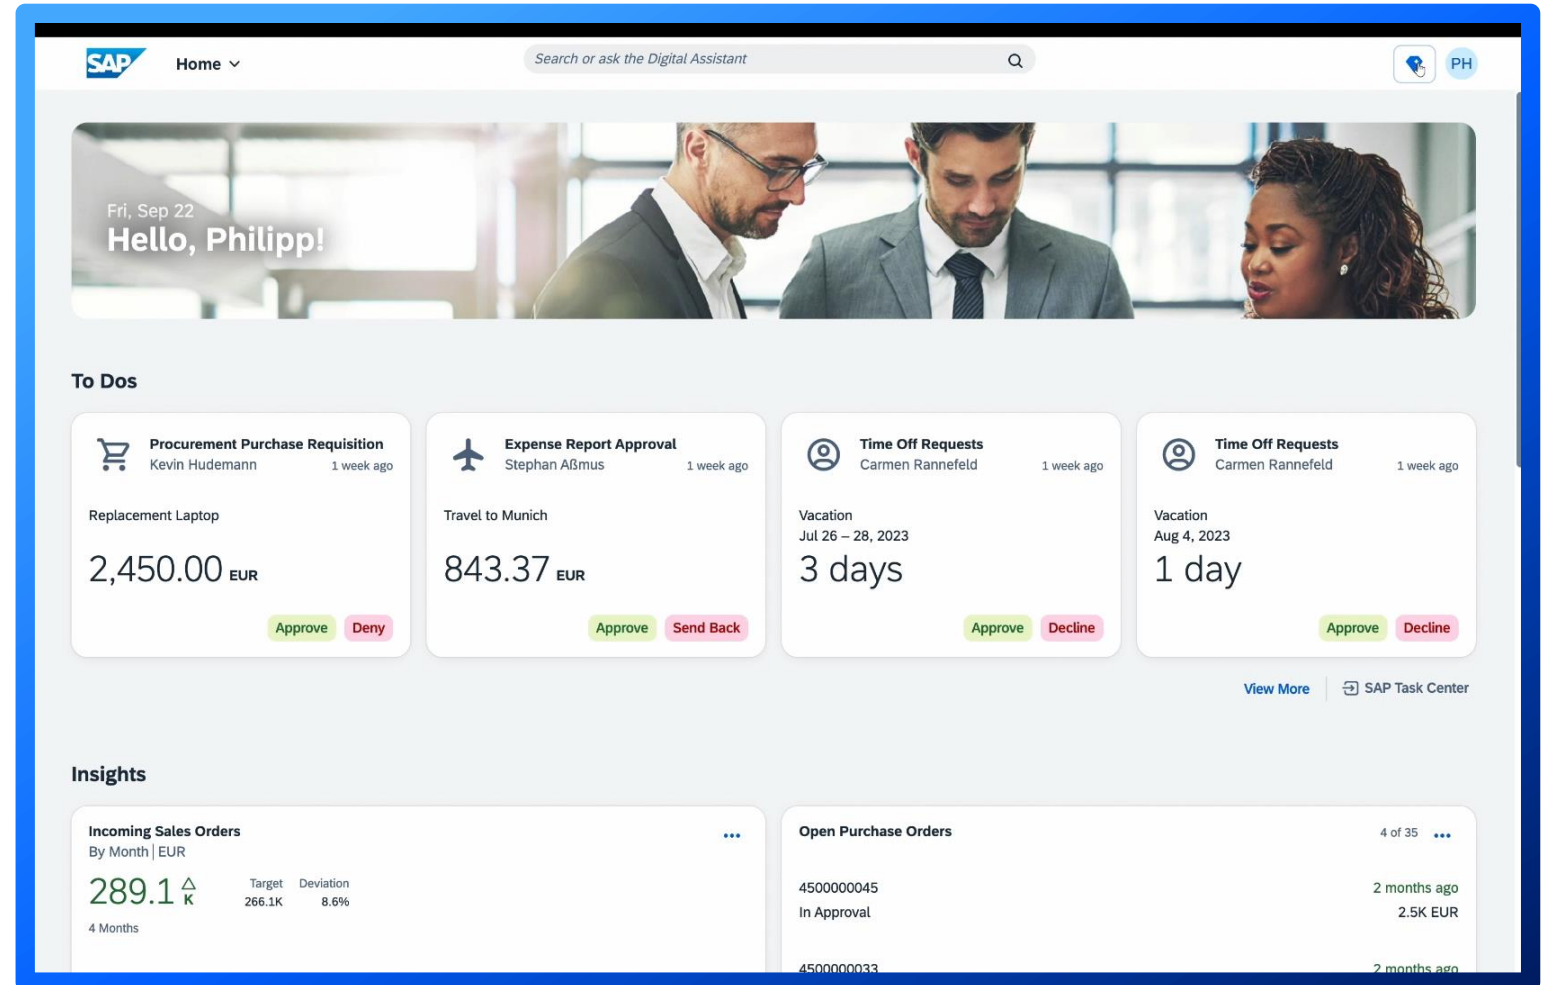 SAP
Home
Search or ask the Digital Assistant
PH
Fri, Sep 22
Hello, Philipp!
To Dos
Procurement Purchase Requisition
Kevin Hudemann 1 week ago
Replacement Laptop
2,450.00 EUR
Approve Deny
Expense Report Approval
Stephan Aßmus 1 week ago
Travel to Munich
843.37 EUR
Approve Send Back
Time Off Requests
Carmen Rannefeld 1 week ago
Vacation
Jul 26 – 28, 2023
3 days
Approve Decline
Time Off Requests
Carmen Rannefeld 1 week ago
Vacation
Aug 4, 2023
1 day
Approve Decline
View More SAP Task Center
Insights
Incoming Sales Orders
By Month | EUR
289.1 K
Target Deviation
266.1K 8.6%
4 Months
Open Purchase Orders 4 of 35
4500000045 2 months ago
In Approval 2.5K EUR
4500000033 2 months ago